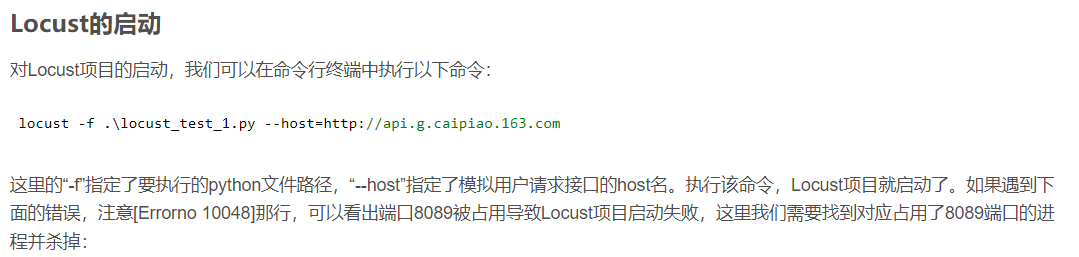 Locust的启动
对Locust项目的启动，我们可以在命令行终端中执行以下命令：
locust -f .\locust_test_1.py --host=http://api.g.caipiao.163.com
这里的“-f”指定了要执行的python文件路径，“--host”指定了模拟用户请求接口的host名。执行该命令，Locust项目就启动了。如果遇到下
面的错误，注意[Errorno 10048]那行，可以看出端口8089被占用导致Locust项目启动失败，这里我们需要找到对应占用了8089端口的进
程并杀掉：